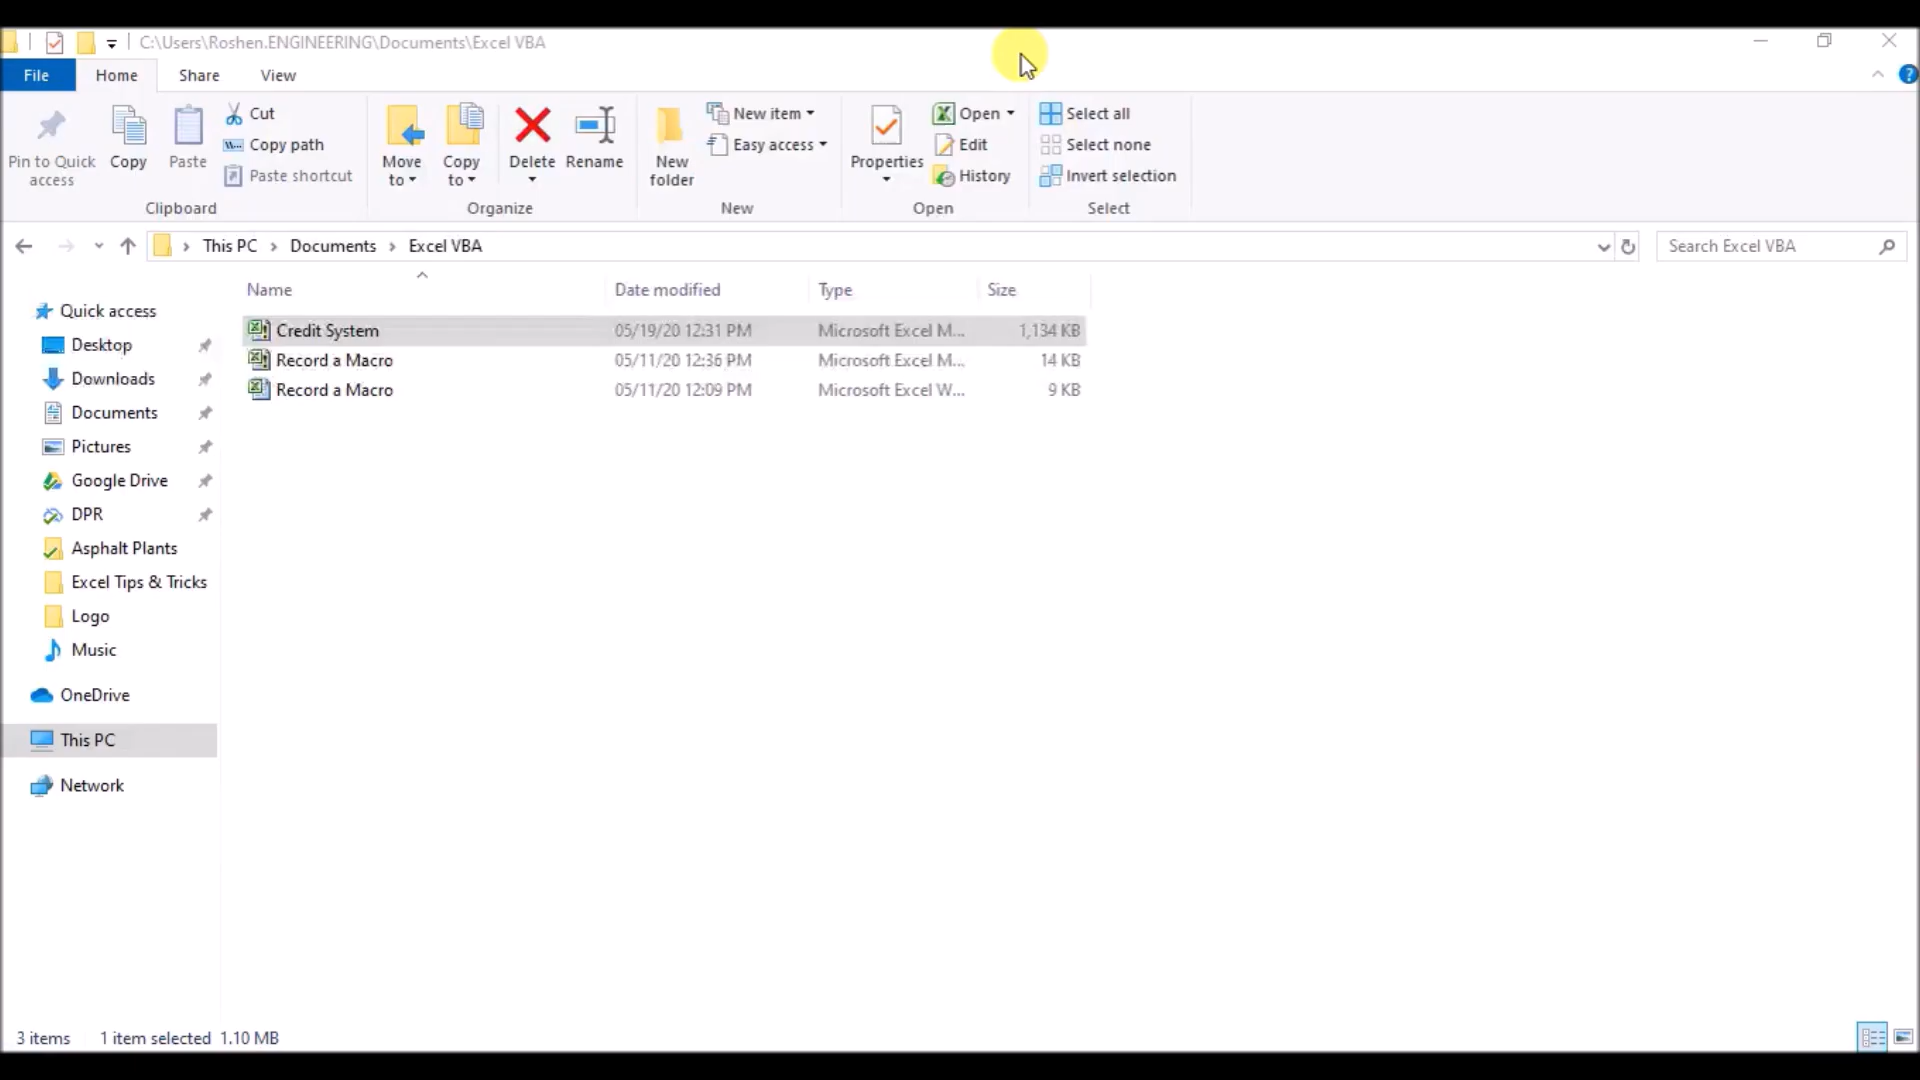 C:\Users\Roshen.ENGINEERING\Documents\Excel VBA
File Home Share View
Pin to Quick access
Copy
Paste
Cut
Copy path
Paste shortcut
Clipboard
Move to
Copy to
Delete
Rename
Organize
New folder
New item
Easy access
New
Properties
Open
Edit
History
Open
Select all
Select none
Invert selection
Select
This PC > Documents > Excel VBA
Search Excel VBA
Name Date modified Type Size
Credit System 05/19/20 12:31 PM Microsoft Excel M... 1,134 KB
Record a Macro 05/11/20 12:36 PM Microsoft Excel M... 14 KB
Record a Macro 05/11/20 12:09 PM Microsoft Excel W... 9 KB
Quick access
Desktop
Downloads
Documents
Pictures
Google Drive
DPR
Asphalt Plants
Excel Tips & Tricks
Logo
Music
OneDrive
This PC
Network
3 items 1 item selected 1.10 MB